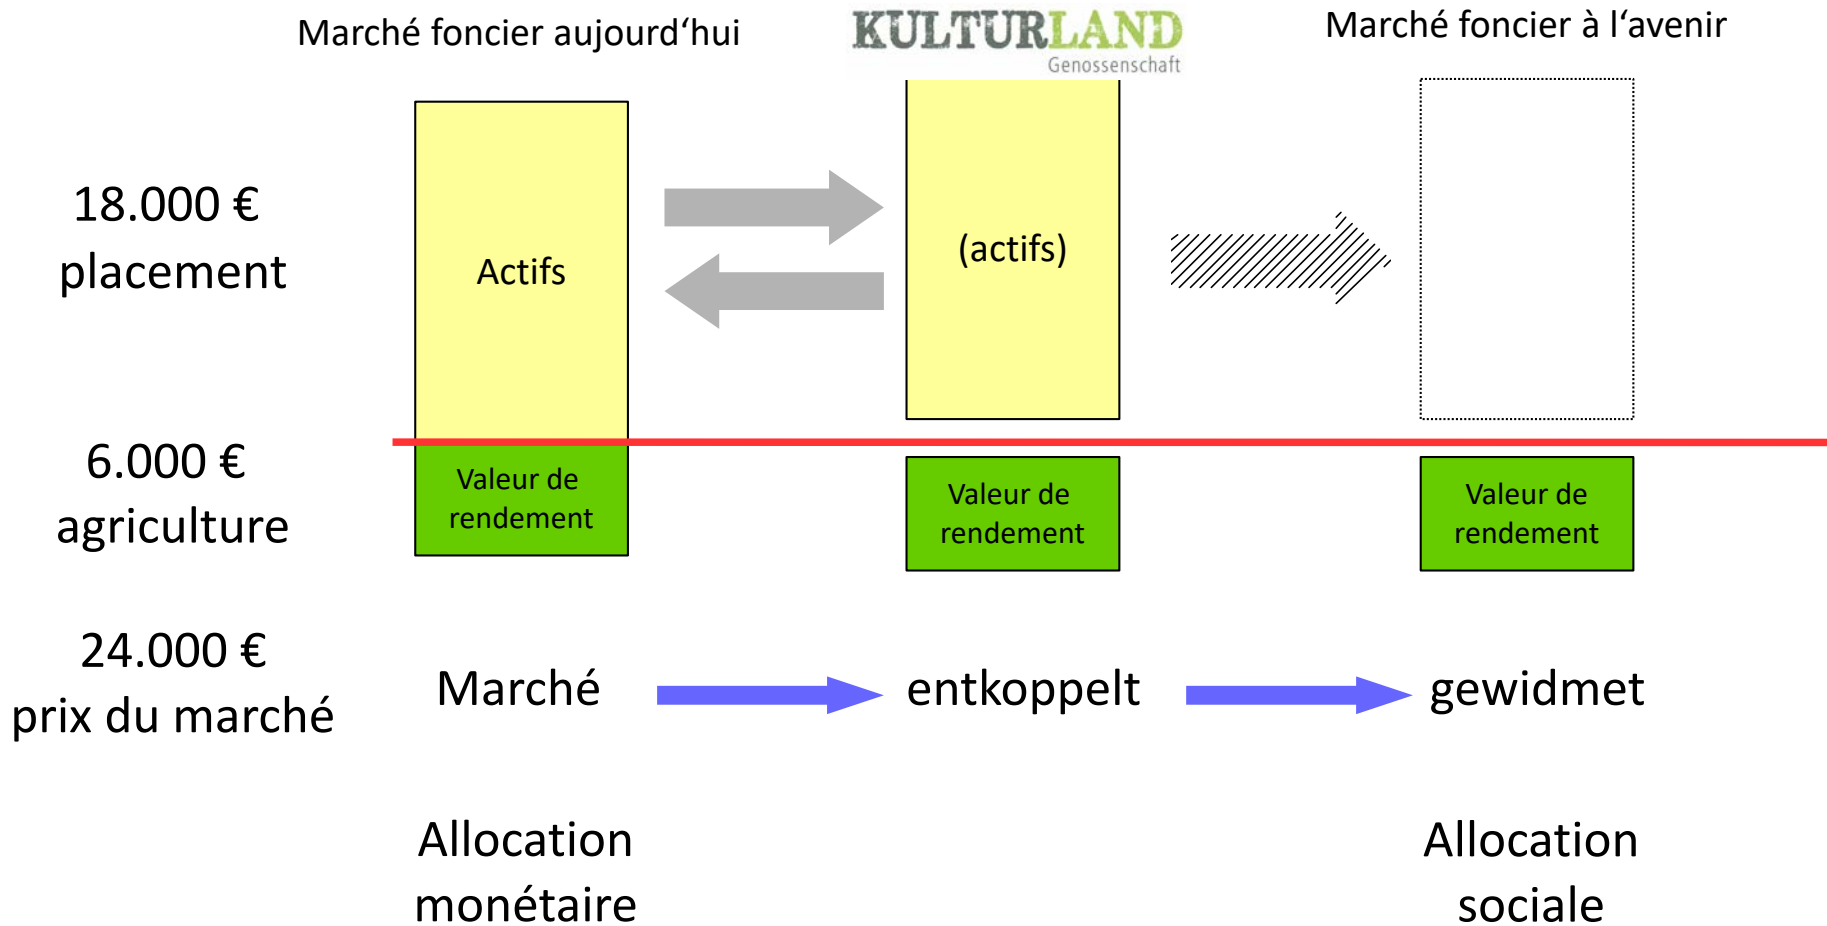 Marché foncier aujourd‘hui
KULTURLAND
Genossenschaft
Marché foncier à l‘avenir
18.000 €
placement
Actifs
(actifs)
6.000 €
agriculture
Valeur de
rendement
Valeur de
rendement
Valeur de
rendement
24.000 €
prix du marché
Marché
entkoppelt
gewidmet
Allocation
monétaire
Allocation
sociale